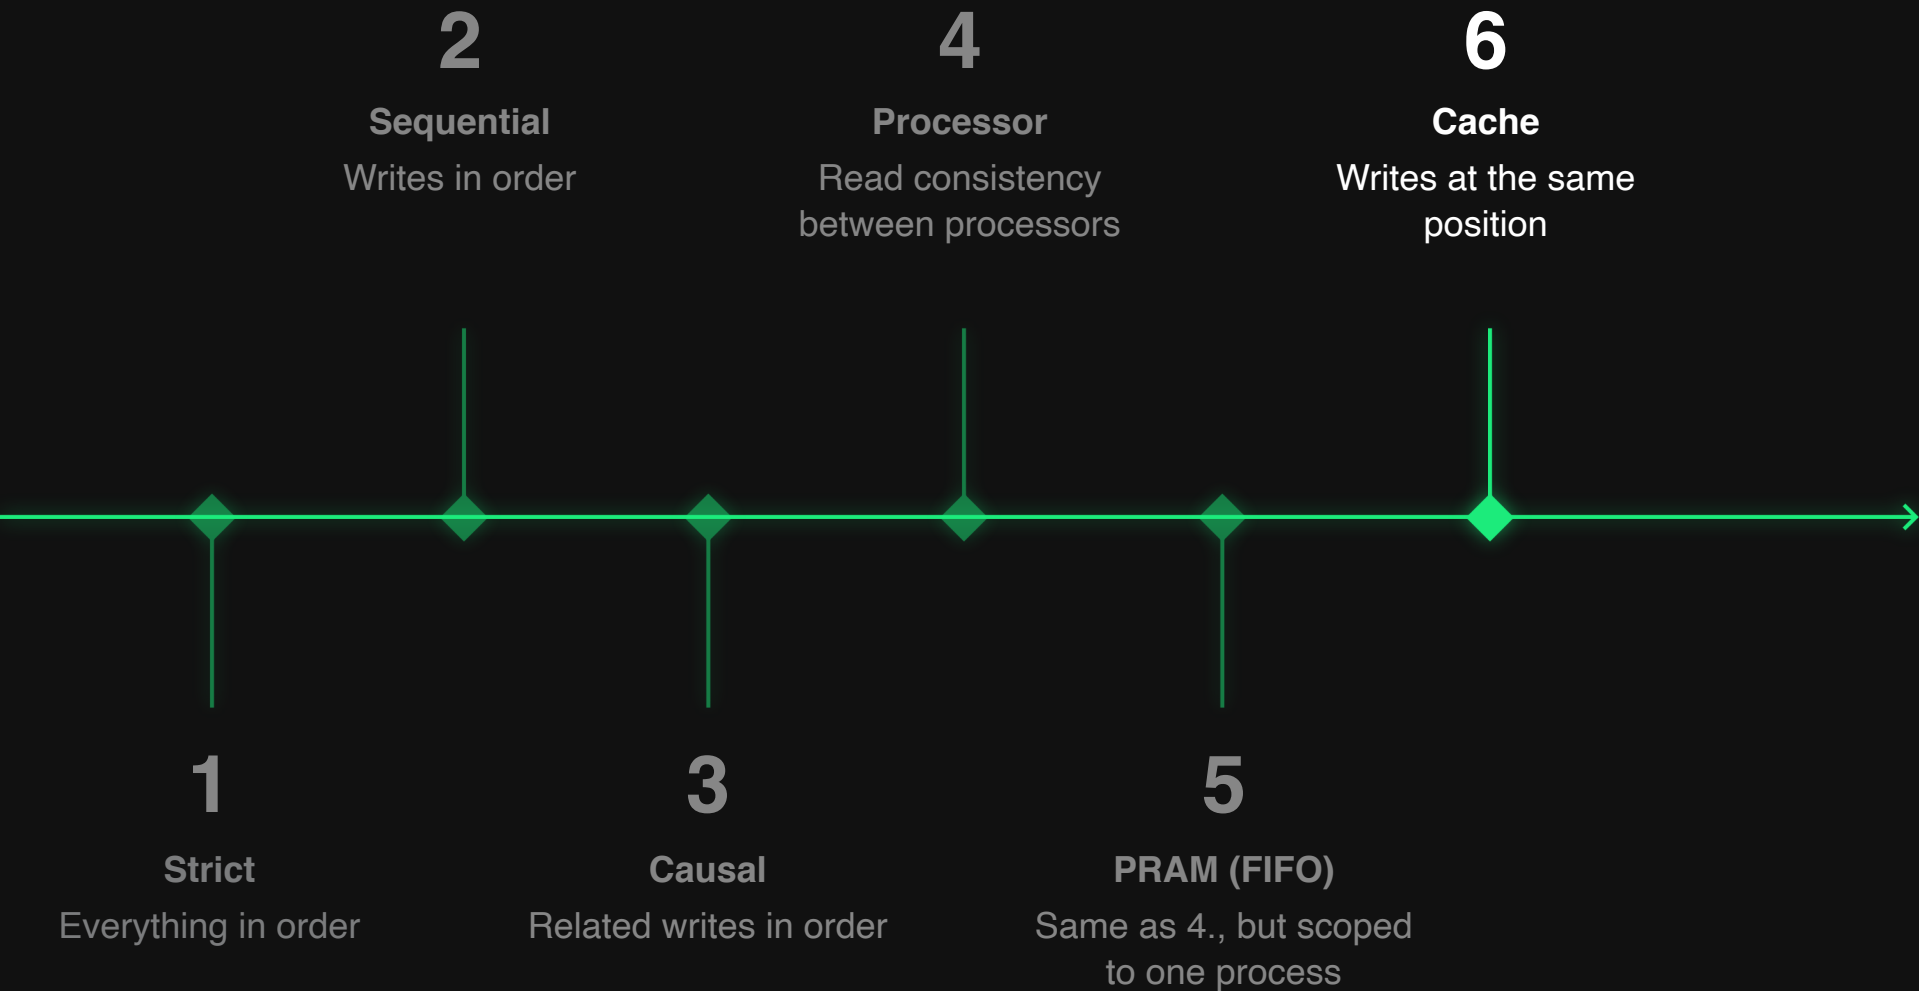 2
Sequential
Writes in order
4
Processor
Read consistency
between processors
6
Cache
Writes at the same
position
1
Strict
Everything in order
3
Causal
Related writes in order
5
PRAM (FIFO)
Same as 4., but scoped
to one process